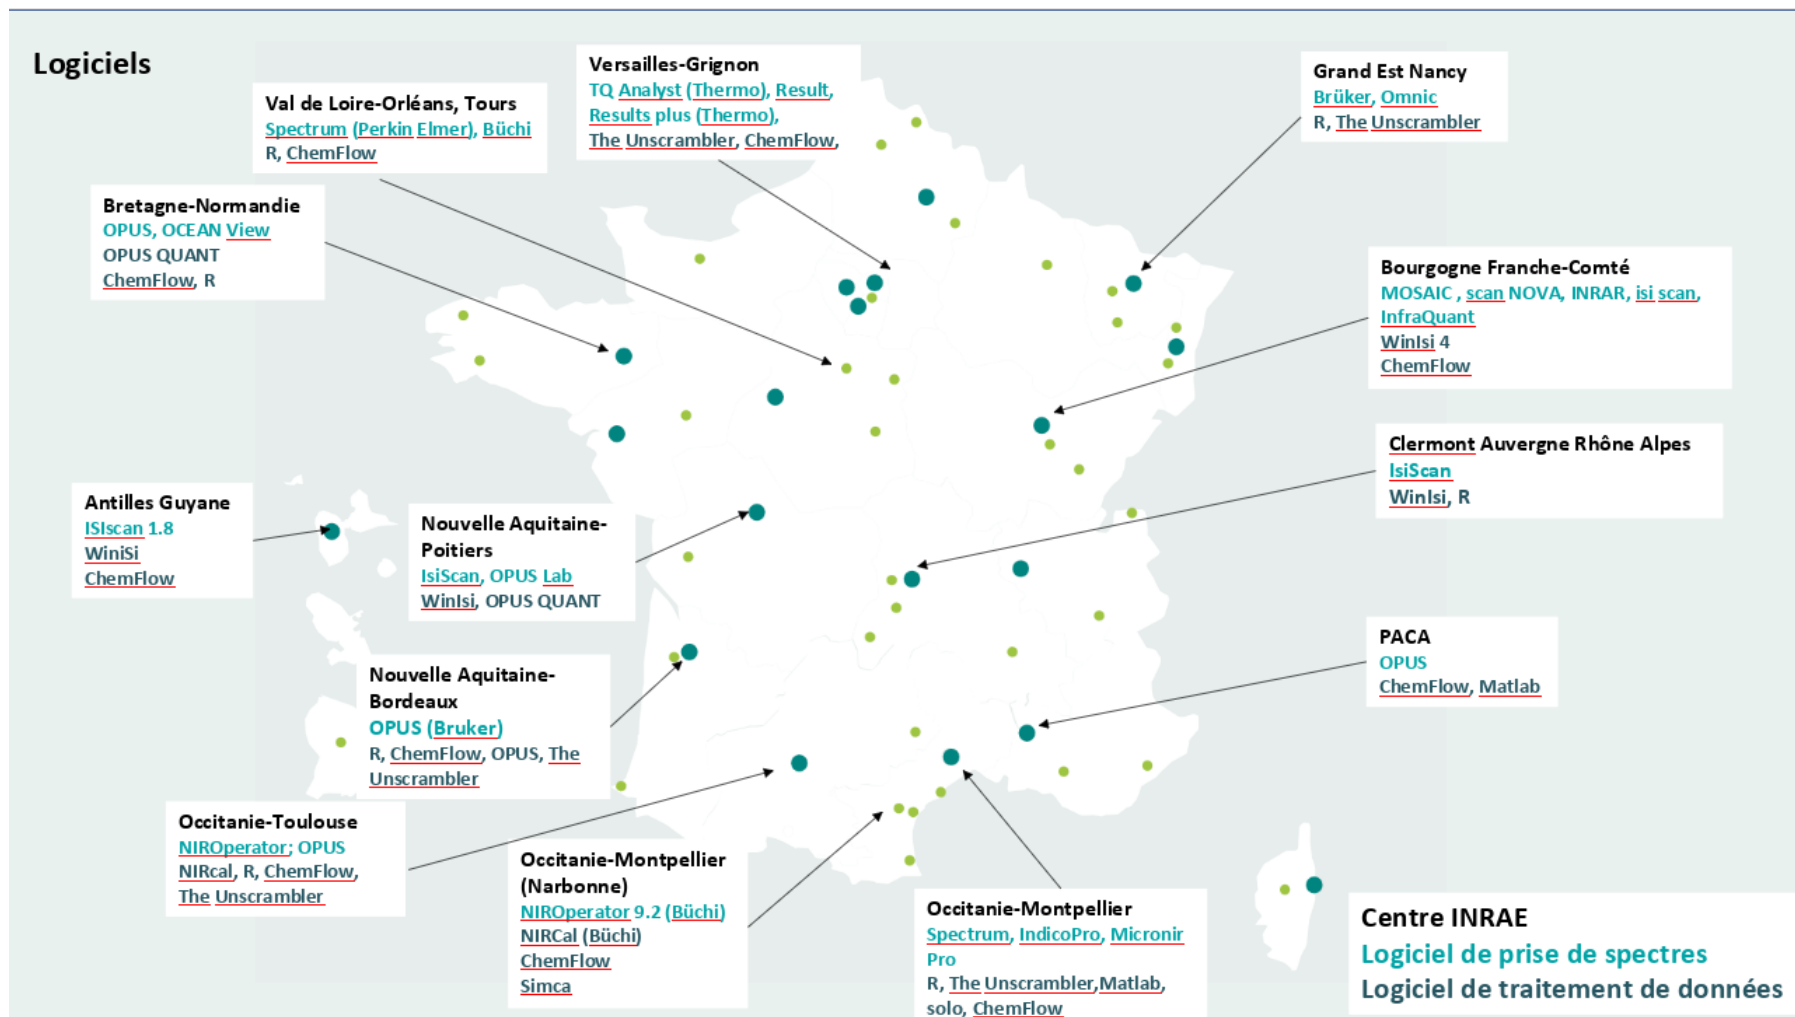 Logiciels
Versailles-Grignon
TQ Analyst (Thermo), Result,
Results plus (Thermo),
The Unscrambler, ChemFlow,
Grand Est Nancy
Brüker, Omnic
R, The Unscrambler
Val de Loire-Orléans, Tours
Spectrum (Perkin Elmer), Büchi
R, ChemFlow
Bretagne-Normandie
OPUS, OCEAN View
OPUS QUANT
ChemFlow, R
Bourgogne Franche-Comté
MOSAIC , scan NOVA, INRAR, isi scan,
InfraQuant
WinIsi 4
ChemFlow
Clermont Auvergne Rhône Alpes
IsiScan
WinIsi, R
Antilles Guyane
ISIscan 1.8
WiniSi
ChemFlow
Nouvelle Aquitaine-
Poitiers
IsiScan, OPUS Lab
WinIsi, OPUS QUANT
PACA
OPUS
ChemFlow, Matlab
Nouvelle Aquitaine-
Bordeaux
OPUS (Bruker)
R, ChemFlow, OPUS, The
Unscrambler
Occitanie-Toulouse
NIROperator; OPUS
NIRcal, R, ChemFlow,
The Unscrambler
Occitanie-Montpellier
(Narbonne)
NIROperator 9.2 (Büchi)
NIRCal (Büchi)
ChemFlow
Simca
Occitanie-Montpellier
Spectrum, IndicoPro, Micronir
Pro
R, The Unscrambler,Matlab,
solo, ChemFlow
Centre INRAE
Logiciel de prise de spectres
Logiciel de traitement de données